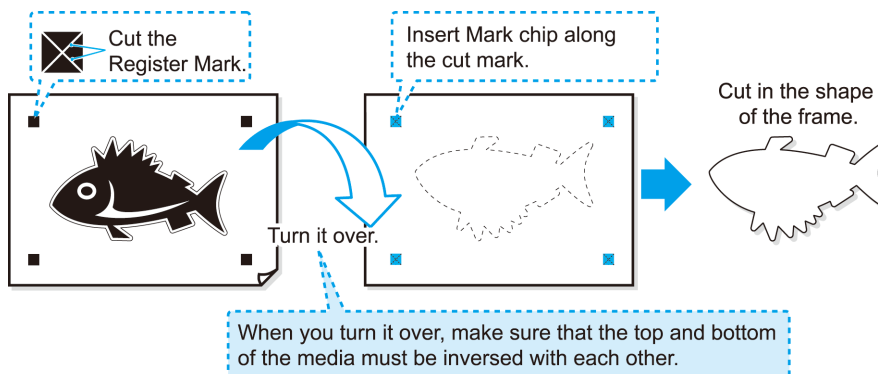 Cut the
Register Mark.
Insert Mark chip along
the cut mark.
Cut in the shape
of the frame.
Turn it over.
When you turn it over, make sure that the top and bottom
of the media must be inversed with each other.